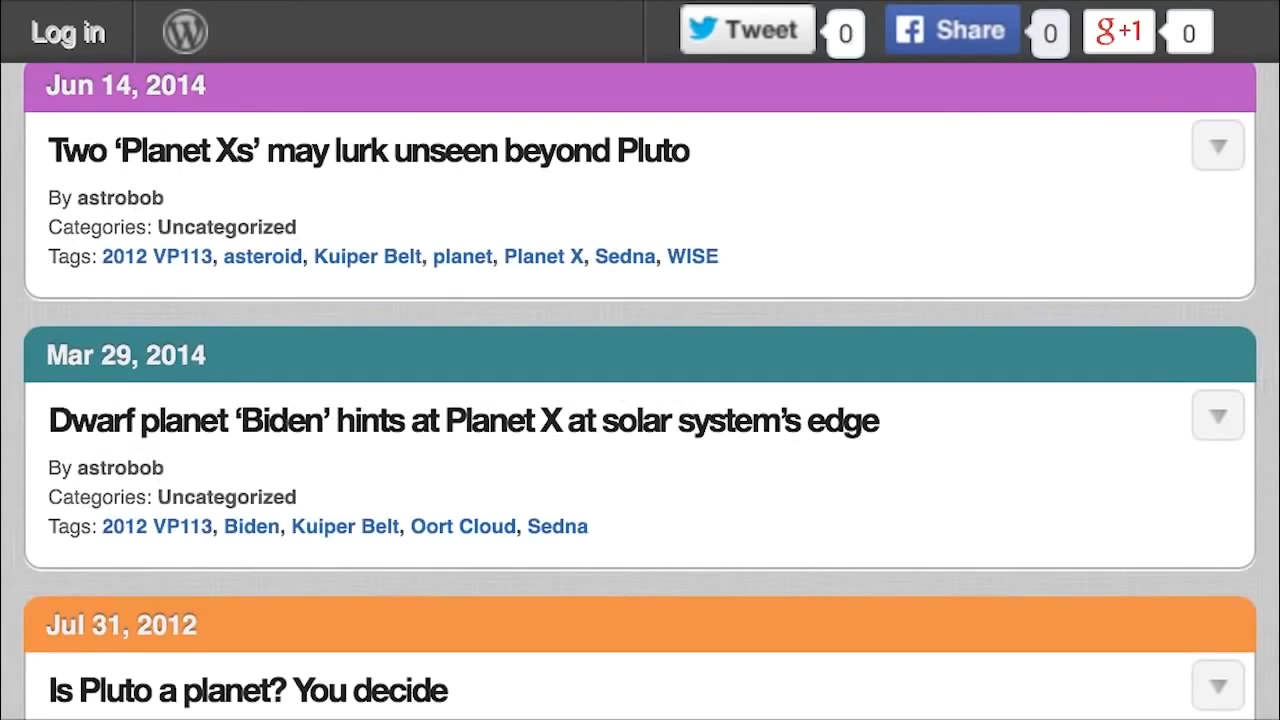 Log in Tweet 0 Share 0 g+1 0
Jun 14, 2014
Two ‘Planet Xs’ may lurk unseen beyond Pluto
By astrobob
Categories: Uncategorized
Tags: 2012 VP113, asteroid, Kuiper Belt, planet, Planet X, Sedna, WISE
Mar 29, 2014
Dwarf planet ‘Biden’ hints at Planet X at solar system’s edge
By astrobob
Categories: Uncategorized
Tags: 2012 VP113, Biden, Kuiper Belt, Oort Cloud, Sedna
Jul 31, 2012
Is Pluto a planet? You decide